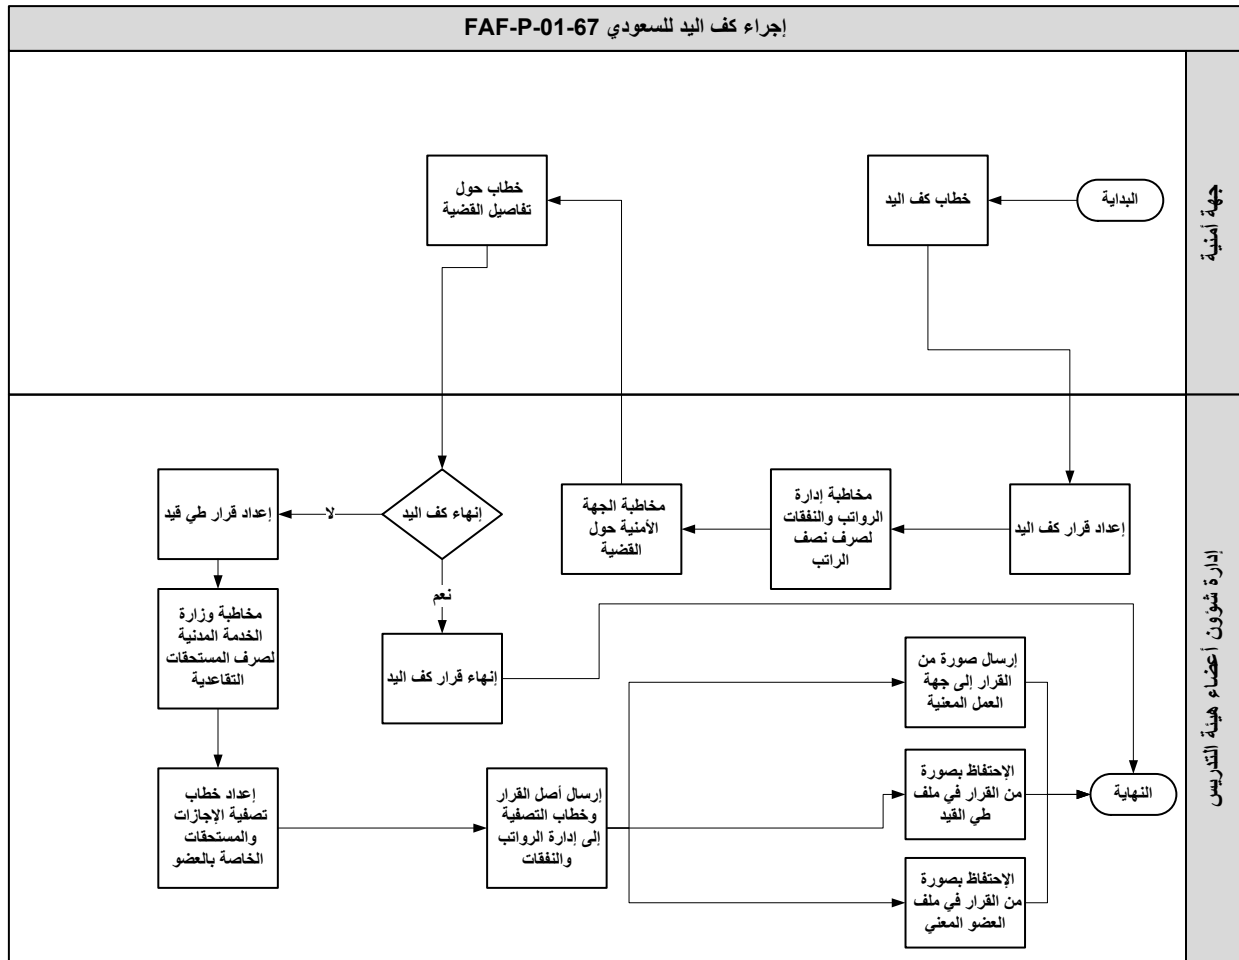 إجراء كف اليد للسعودي FAF-P-01-67
جهة أمنية
البداية
خطاب كف اليد
خطاب حول
تفاصيل القضية
إدارة شؤون أعضاء هيئة التدريس
إعداد قرار كف اليد
مخاطبة إدارة
الرواتب والنفقات
لصرف نصف
الراتب
مخاطبة الجهة
الأمنية حول
القضية
إنهاء كف اليد
لا
إعداد قرار طي قيد
نعم
إنهاء قرار كف اليد
مخاطبة وزارة
الخدمة المدنية
لصرف المستحقات
التقاعدية
إعداد خطاب
تصفية الإجازات
والمستحقات
الخاصة بالعضو
إرسال أصل القرار
وخطاب التصفية
إلى إدارة الرواتب
والنفقات
إرسال صورة من
القرار إلى جهة
العمل المعنية
الإحتفاظ بصورة
من القرار في ملف
طي القيد
الإحتفاظ بصورة
من القرار في ملف
العضو المعني
النهاية